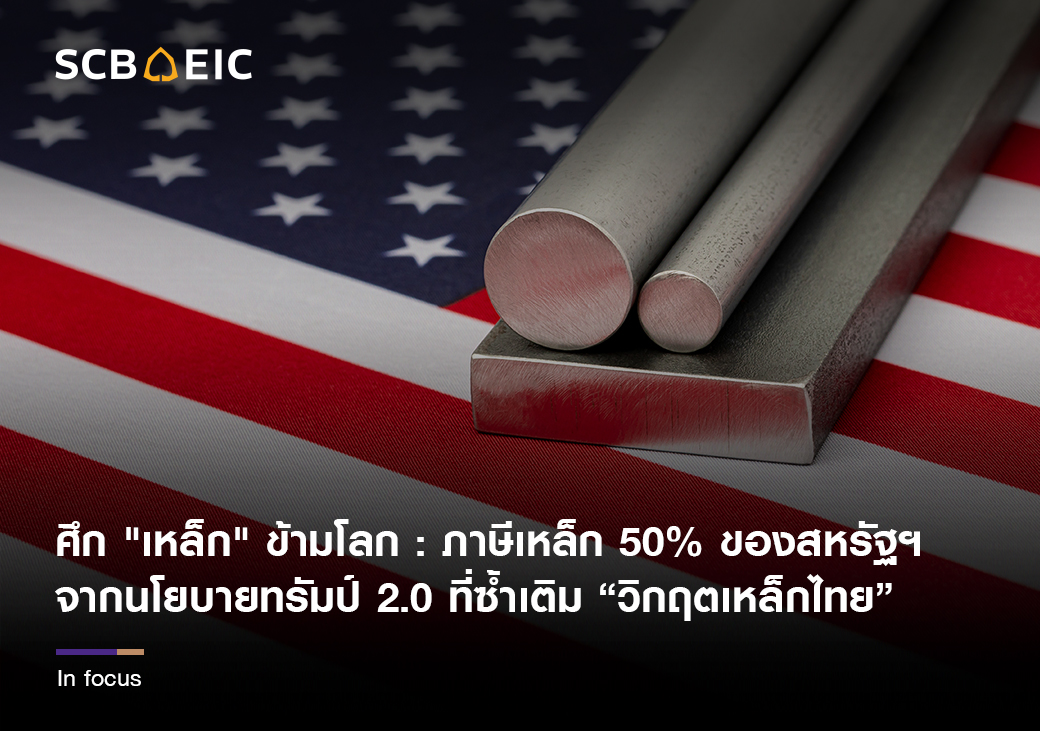 SCB EIC
ศึก "เหล็ก" ข้ามโลก : ภาษีเหล็ก 50% ของสหรัฐฯ
จากนโยบายทรัมป์ 2.0 ที่ซ้ำเติม “วิกฤตเหล็กไทย”
In focus